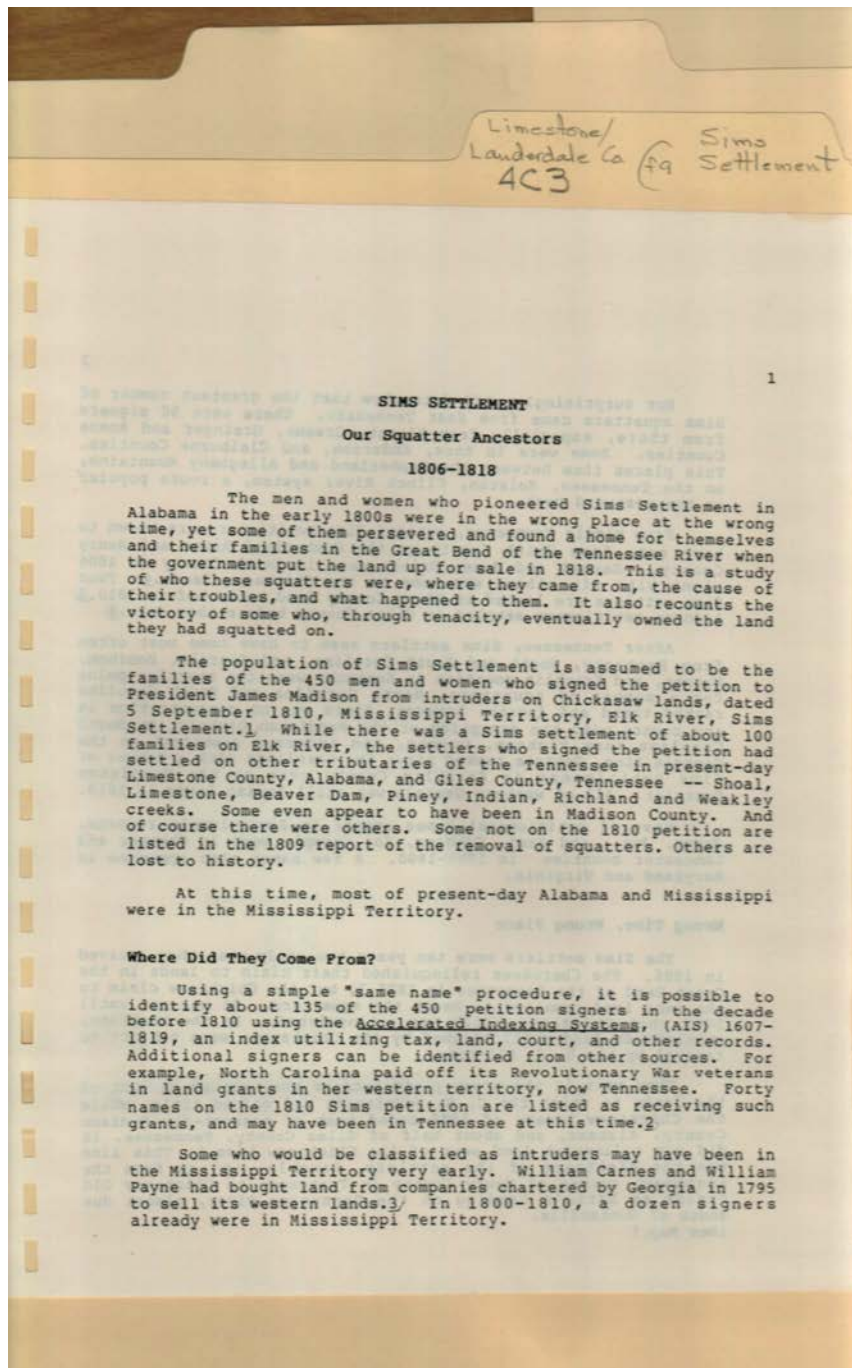 Limestone/
Lauderdale Co
4C3
Sims
Settlement
1
SIMS SETTLEMENT
Our Squatter Ancestors
1806-1818
The men and women who pioneered Sims Settlement in
Alabama in the early 1800s were in the wrong place at the wrong
time, yet some of them persevered and found a home for themselves
and their families in the Great Bend of the Tennessee River when
the government put the land up for sale in 1818. This is a study
of who these squatters were, where they came from, the cause of
their troubles, and what happened to them. It also recounts the
victory of some who, through tenacity, eventually owned the land
they had squatted on.
The population of Sims Settlement is assumed to be the
families of the 450 men and women who signed the petition to
President James Madison from intruders on Chickasaw lands, dated
5 September 1810, Mississippi Territory, Elk River, Sims
Settlement.1 While there was a Sims settlement of about 100
families on Elk River, the settlers who signed the petition had
settled on other tributaries of the Tennessee in present-day
Limestone County, Alabama, and Giles County, Tennessee -- Shoal,
Limestone, Beaver Dam, Piney, Indian, Richland and Weakley
creeks. Some even appear to have been in Madison County. And
of course there were others. Some not on the 1810 petition are
listed in the 1809 report of the removal of squatters. Others are
lost to history.
At this time, most of present-day Alabama and Mississippi
were in the Mississippi Territory.
Where Did They Come From?
Using a simple "same name" procedure, it is possible to
identify about 135 of the 450 petition signers in the decade
before 1810 using the Accelerated Indexing Systems, (AIS) 1607-
1819, an index utilizing tax, land, court, and other records.
Additional signers can be identified from other sources. For
example, North Carolina paid off its Revolutionary War veterans
in land grants in her western territory, now Tennessee. Forty
names on the 1810 Sims petition are listed as receiving such
grants, and may have been in Tennessee at this time.2
Some who would be classified as intruders may have been in
the Mississippi Territory very early. William Carnes and William
Payne had bought land from companies chartered by Georgia in 1795
to sell its western lands.3/ In 1800-1810, a dozen signers
already were in Mississippi Territory.